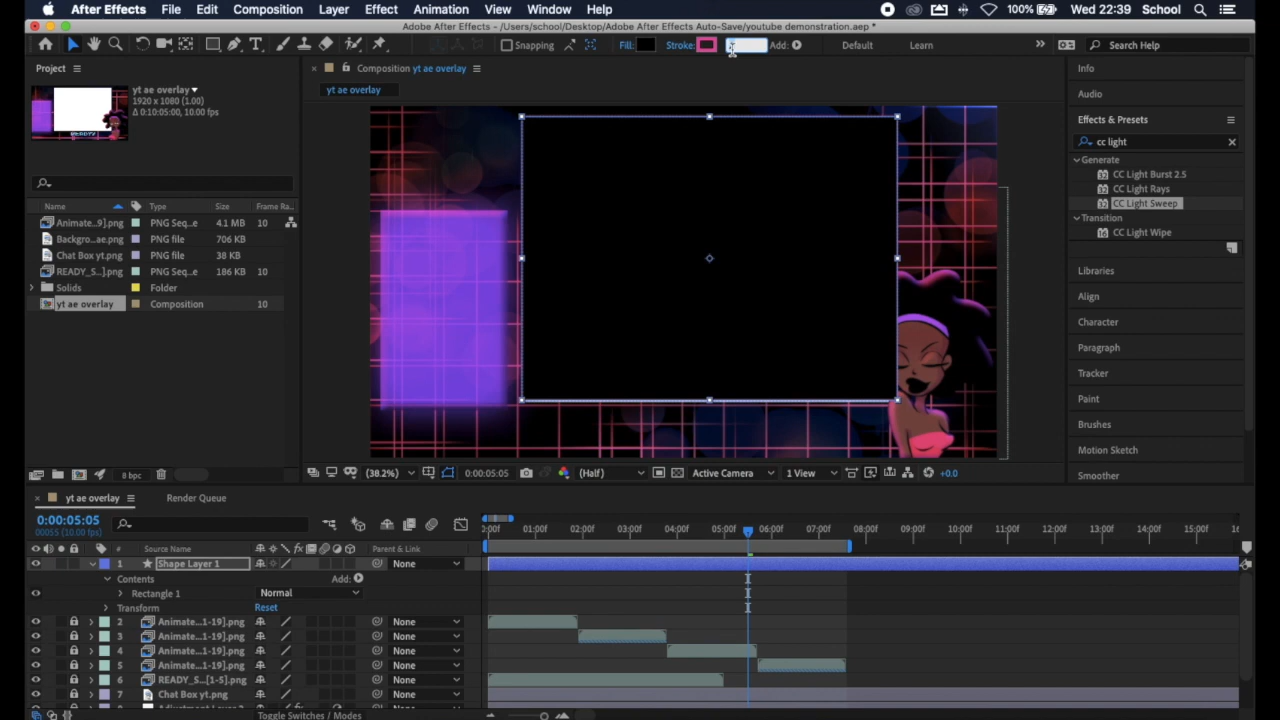 After Effects File Edit Composition Layer Effect Animation View Window Help 100% Wed 22:39 School
Adobe After Effects - /Users/school/Desktop/Adobe After Effects Auto-Save/youtube demonstration.aep *
Snapping Fill: Stroke: Add: Default Learn Search Help
Project
yt ae overlay
1920 x 1080 (1.00)
Δ 0:10:05:00, 10.00 fps
Composition yt ae overlay
yt ae overlay
READY
Info
Audio
Effects & Presets
cc light
Generate
CC Light Burst 2.5
CC Light Rays
CC Light Sweep
Transition
CC Light Wipe
Libraries
Align
Character
Paragraph
Tracker
Paint
Brushes
Motion Sketch
Smoother
Name Type Size Frame Ra...
Animate...9].png PNG Seq...e 4.1 MB 10
Backgro...ae.png PNG file 706 KB
Chat Box yt.png PNG file 38 KB
READY_S...].png PNG Seq...e 186 KB 10
Solids Folder
yt ae overlay Composition 10
8 bpc
(38.2%) 0:00:05:05 (Half) Active Camera 1 View +0.0
yt ae overlay Render Queue
0:00:05:05
00055 (10.00 fps)
0:00f 01:00f 02:00f 03:00f 04:00f 05:00f 06:00f 07:00f 08:00f 09:00f 10:00f 11:00f 12:00f 13:00f 14:00f 15:00f 16
# Source Name Parent & Link
1 Shape Layer 1 None
Contents Add:
Rectangle 1 Normal
Transform Reset
2 Animate...1-19].png None
3 Animate...1-19].png None
4 Animate...1-19].png None
5 Animate...1-19].png None
6 READY_S...[1-5].png None
7 Chat Box yt.png None
Toggle Switches / Modes